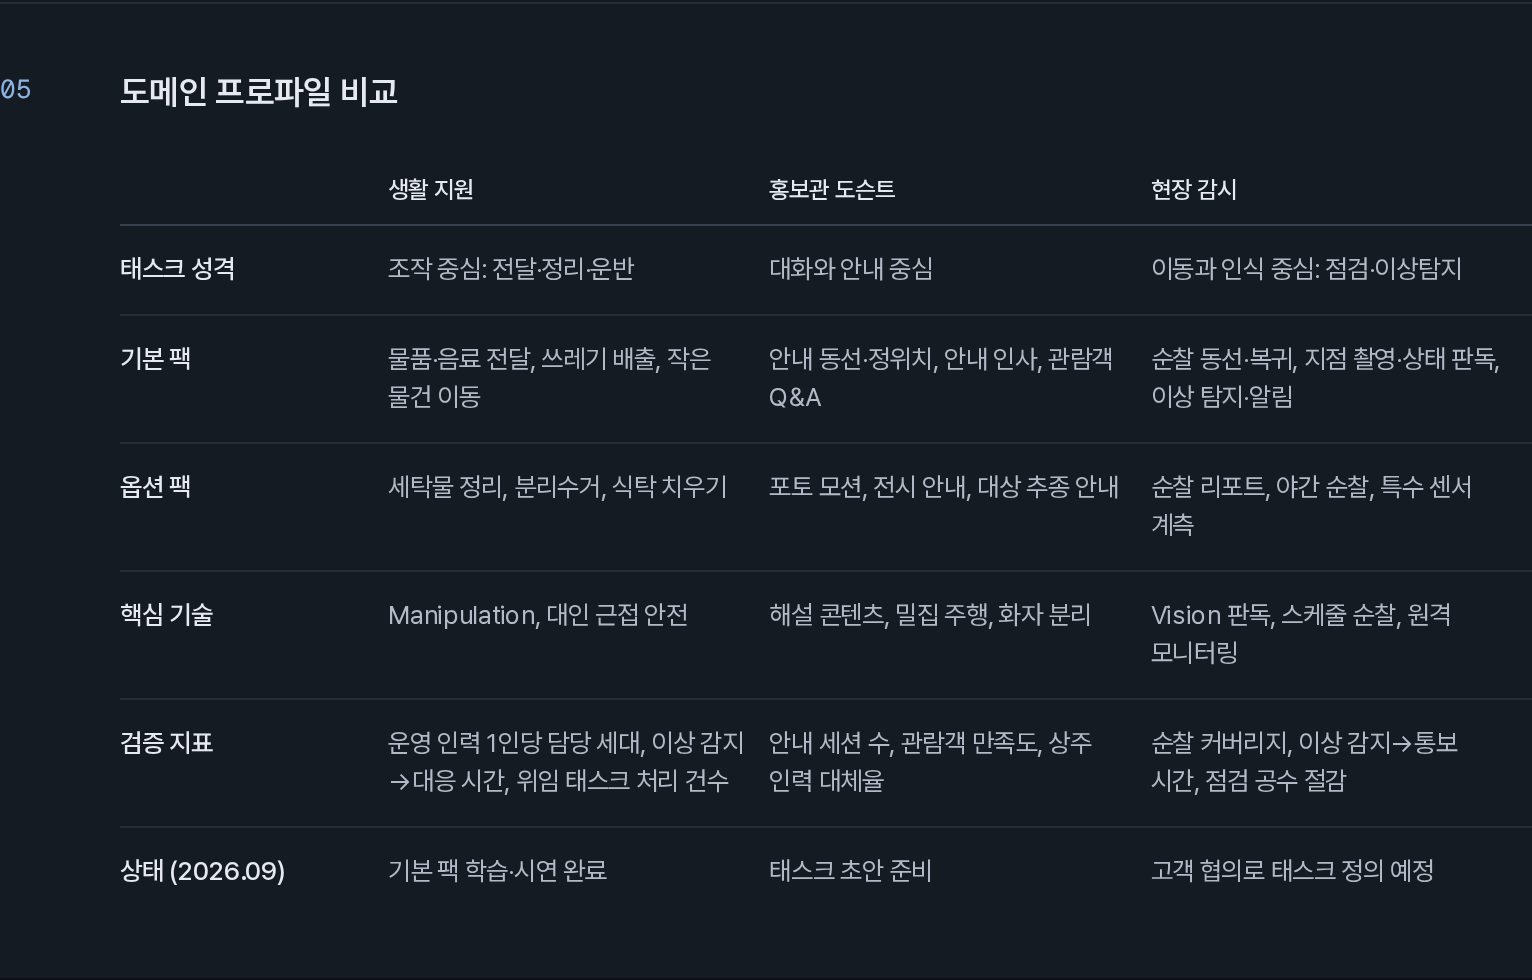 05
도메인 프로파일 비교
생활 지원 홍보관 도슨트 현장 감시
태스크 성격 조작 중심: 전달·정리·운반 대화와 안내 중심 이동과 인식 중심: 점검·이상탐지
기본 팩 물품·음료 전달, 쓰레기 배출, 작은 안내 동선·정위치, 안내 인사, 관람객 순찰 동선·복귀, 지점 촬영·상태 판독,
물건 이동 Q&A 이상 탐지·알림
옵션 팩 세탁물 정리, 분리수거, 식탁 치우기 포토 모션, 전시 안내, 대상 추종 안내 순찰 리포트, 야간 순찰, 특수 센서
계측
핵심 기술 Manipulation, 대인 근접 안전 해설 콘텐츠, 밀집 주행, 화자 분리 Vision 판독, 스케줄 순찰, 원격
모니터링
검증 지표 운영 인력 1인당 담당 세대, 이상 감지 안내 세션 수, 관람객 만족도, 상주 순찰 커버리지, 이상 감지→통보
→대응 시간, 위임 태스크 처리 건수 인력 대체율 시간, 점검 공수 절감
상태 (2026.09) 기본 팩 학습·시연 완료 태스크 초안 준비 고객 협의로 태스크 정의 예정